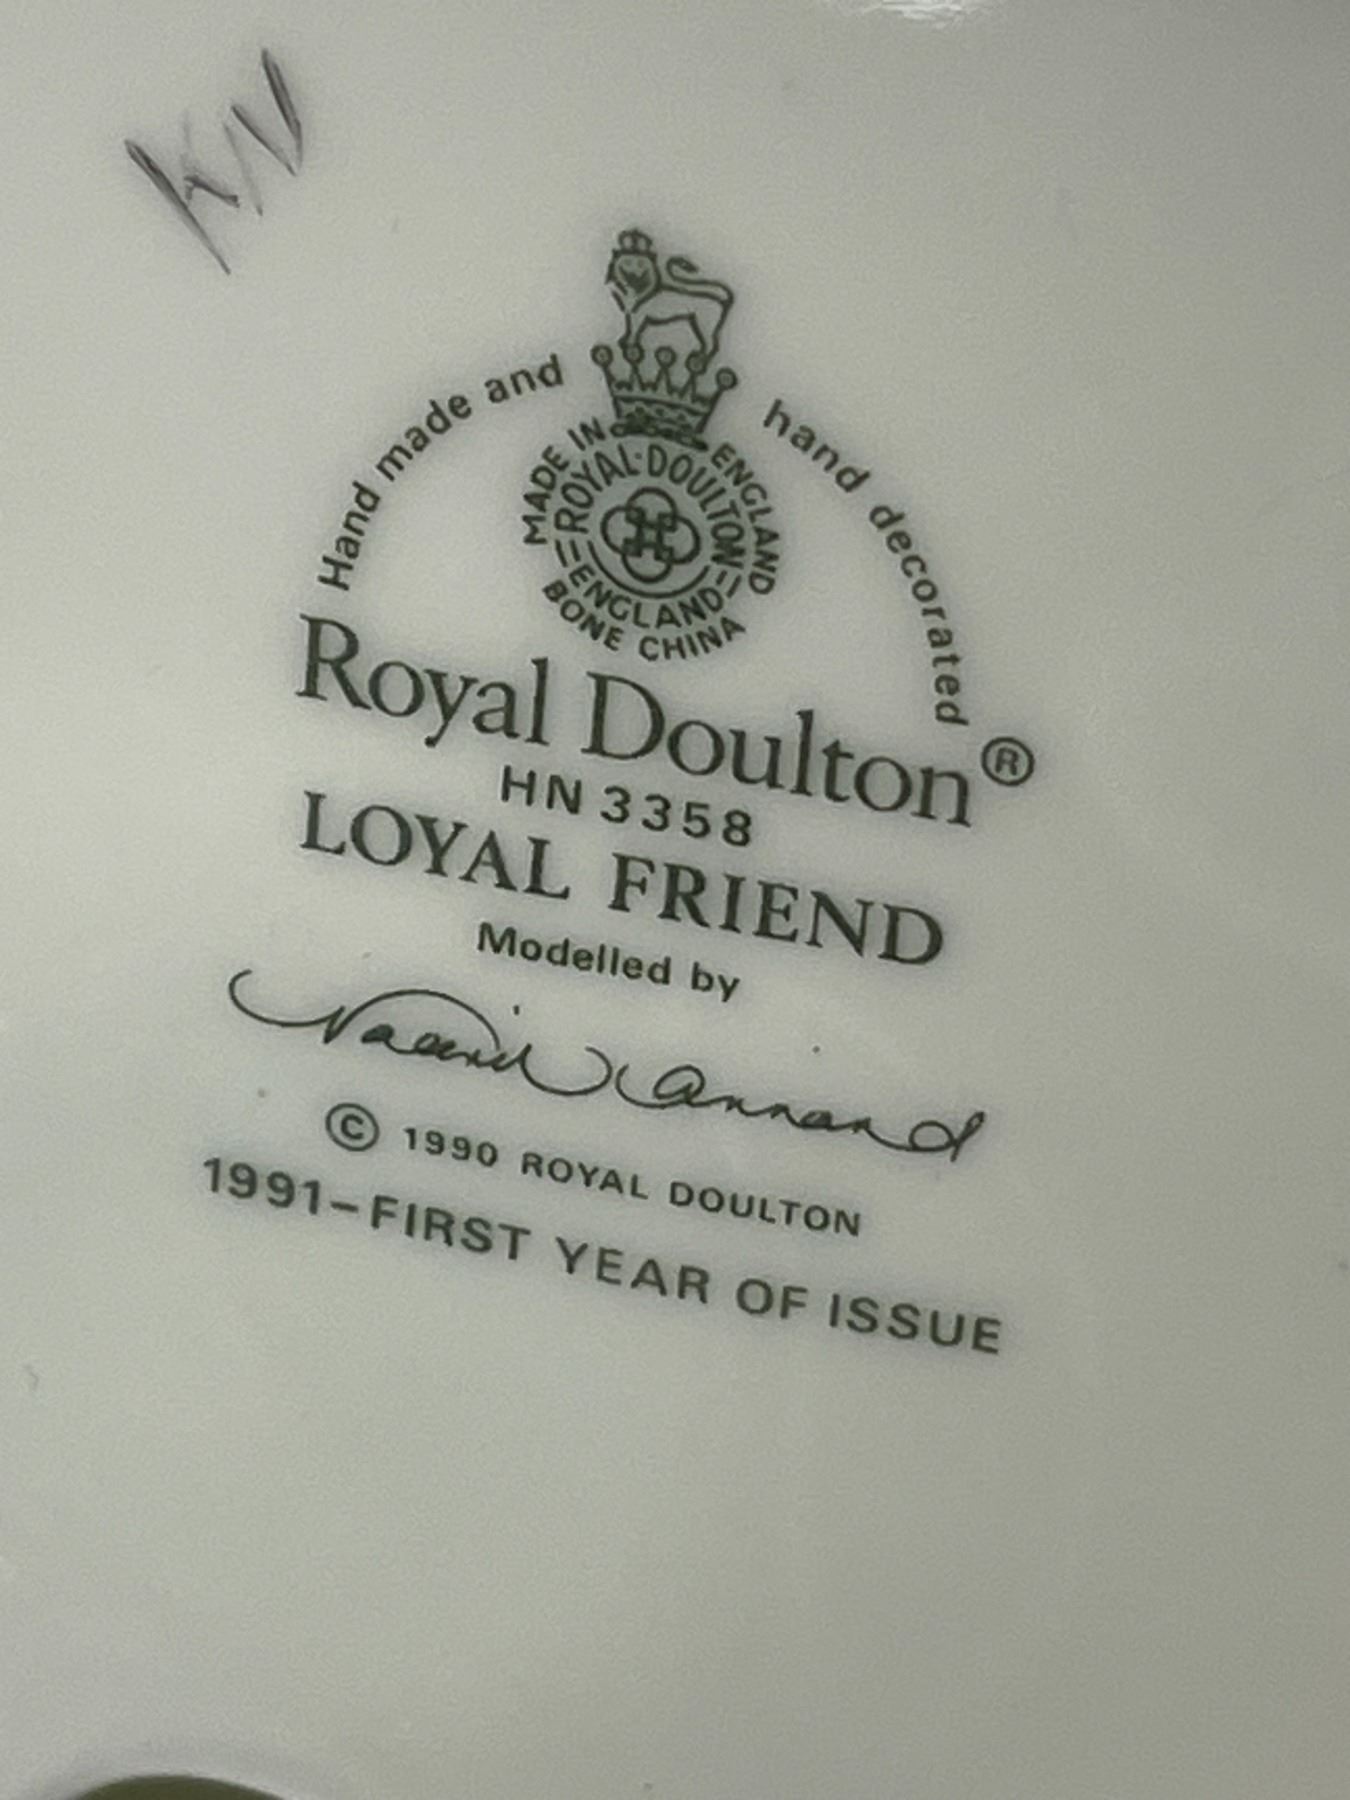 Hand made and hand decorated
MADE IN ENGLAND
ROYAL·DOULTON
ENGLAND
BONE CHINA
Royal Doulton®
HN 3358
LOYAL FRIEND
Modelled by
Annand
© 1990 ROYAL DOULTON
1991–FIRST YEAR OF ISSUE